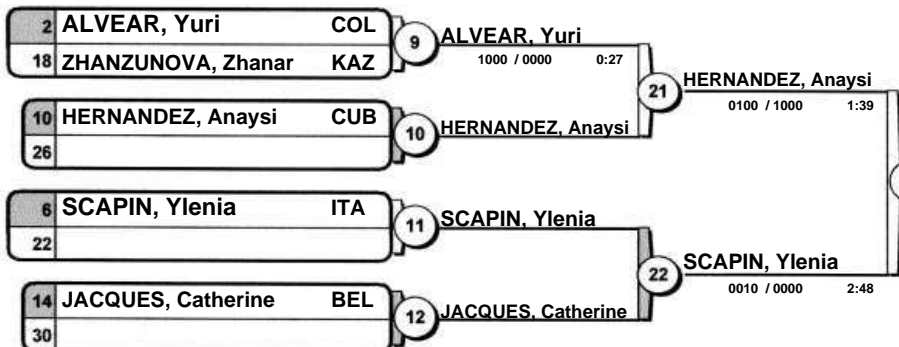 2 ALVEAR, Yuri COL
18 ZHANZUNOVA, Zhanar KAZ
9
ALVEAR, Yuri
1000 / 0000 0:27
10 HERNANDEZ, Anaysi CUB
26
10
HERNANDEZ, Anaysi
21
HERNANDEZ, Anaysi
0100 / 1000 1:39
6 SCAPIN, Ylenia ITA
22
11
SCAPIN, Ylenia
14 JACQUES, Catherine BEL
30
12
JACQUES, Catherine
22
SCAPIN, Ylenia
0010 / 0000 2:48